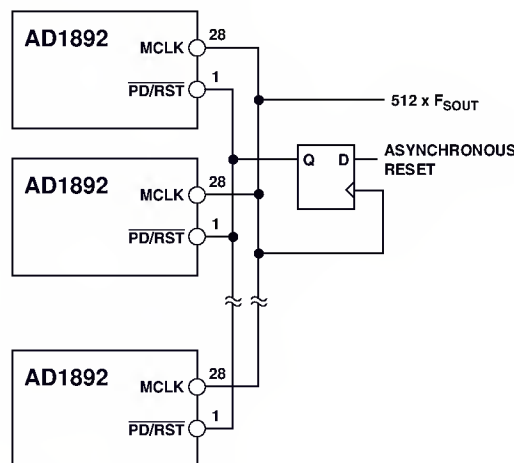 AD1892
MCLK 28
PD/RST 1
512 x FSOUT
Q D ASYNCHRONOUS
RESET
AD1892
MCLK 28
PD/RST 1
AD1892
MCLK 28
PD/RST 1